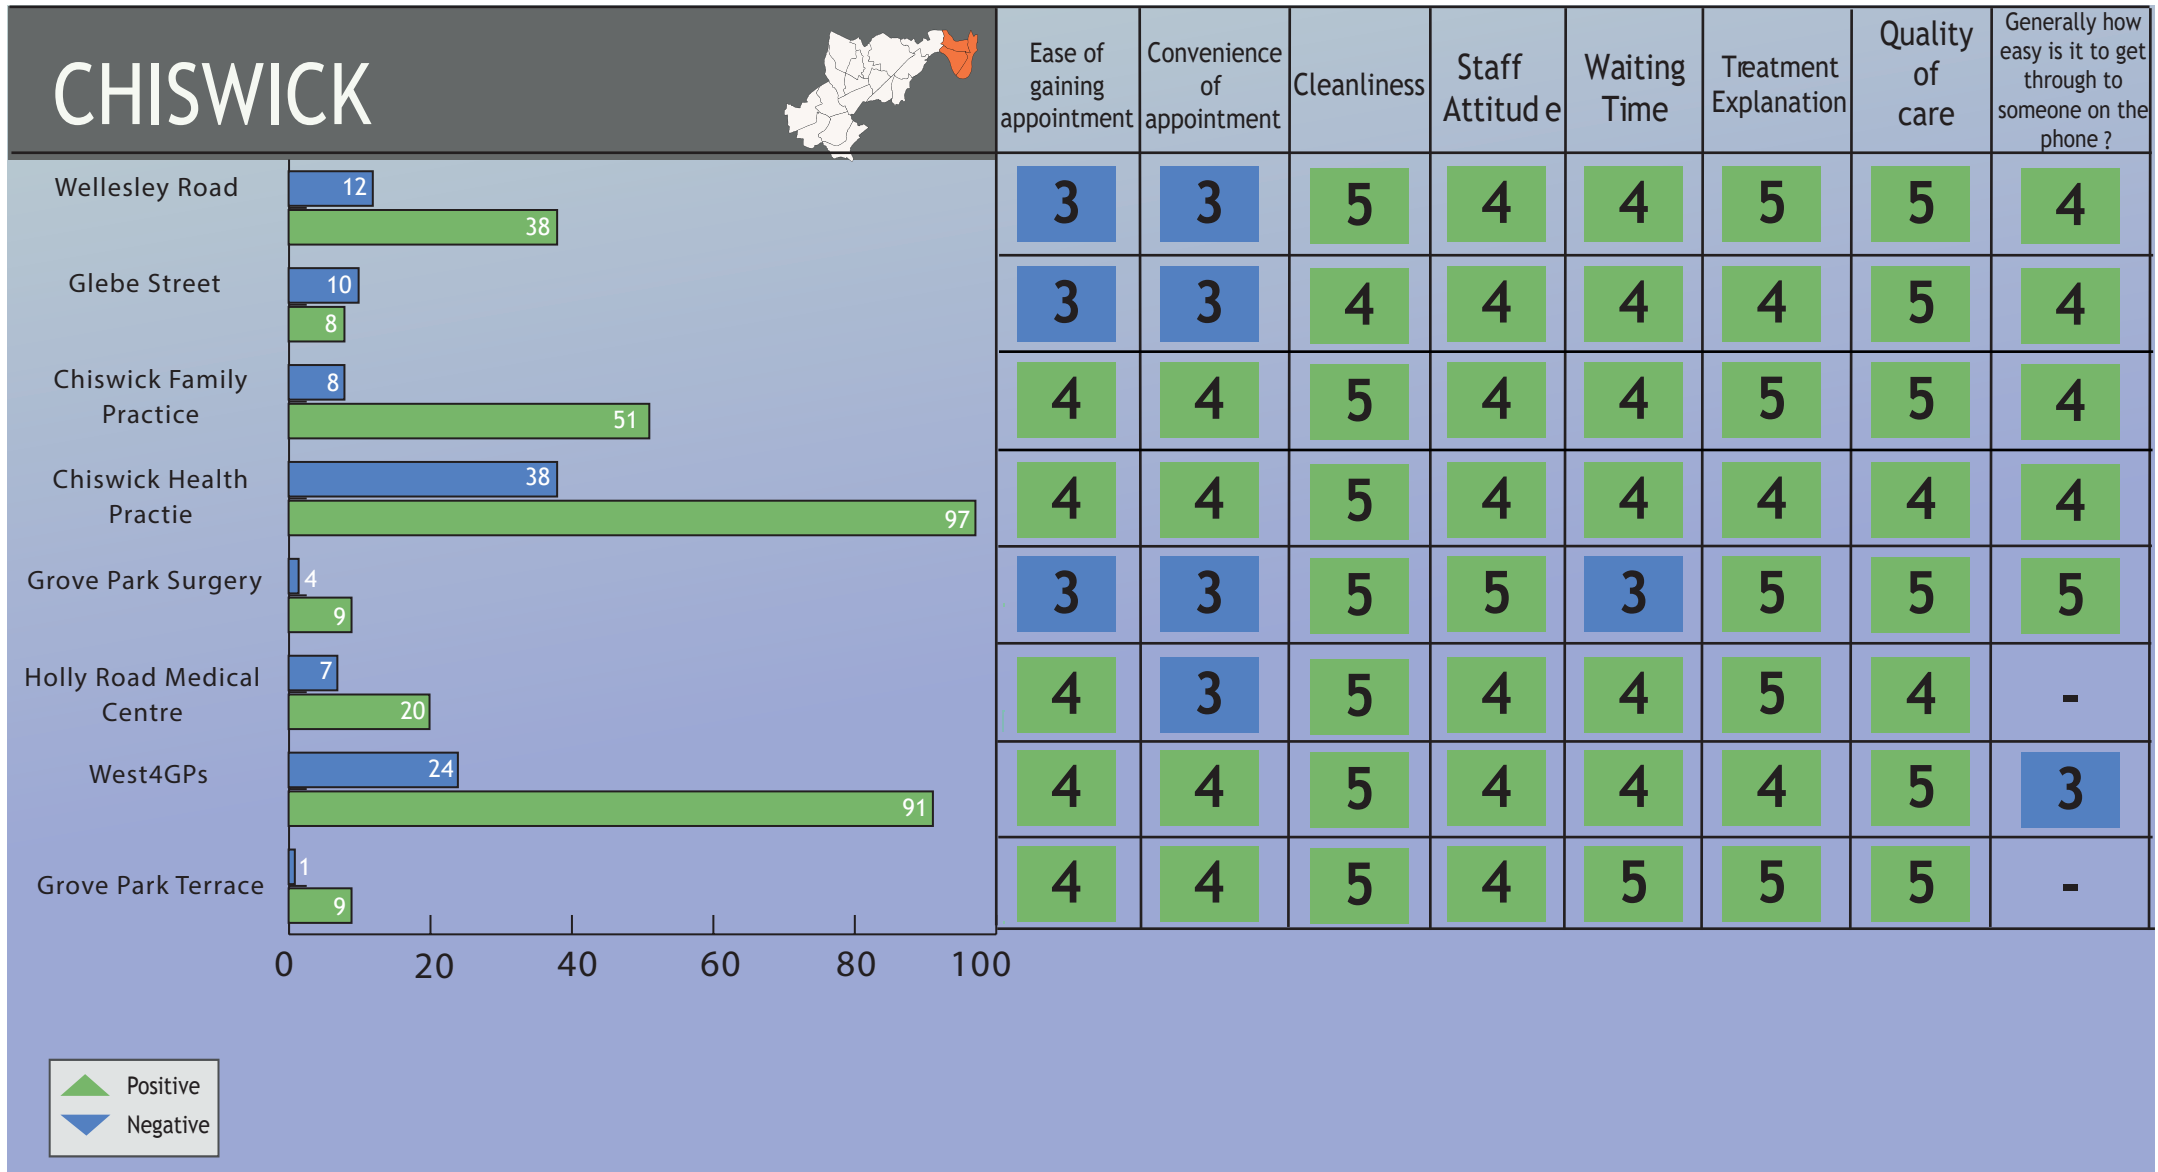 CHISWICK
Ease of
gaining
appointment
Convenience
of
appointment
Cleanliness
Staff
Attitude
Waiting
Time
Treatment
Explanation
Quality
of
care
Generally how
easy is it to get
through to
someone on the
phone ?
Wellesley Road
12
38
3 3 5 4 4 5 5 4
Glebe Street
10
8
3 3 4 4 4 4 5 4
Chiswick Family
Practice
8
51
4 4 5 4 4 5 5 4
Chiswick Health
Practie
38
97
4 4 5 4 4 4 4 4
Grove Park Surgery
4
9
3 3 5 5 3 5 5 5
Holly Road Medical
Centre
7
20
4 3 5 4 4 5 4 -
West4GPs
24
91
4 4 5 4 4 4 5 3
Grove Park Terrace
1
9
4 4 5 4 5 5 5 -
0 20 40 60 80 100
Positive
Negative